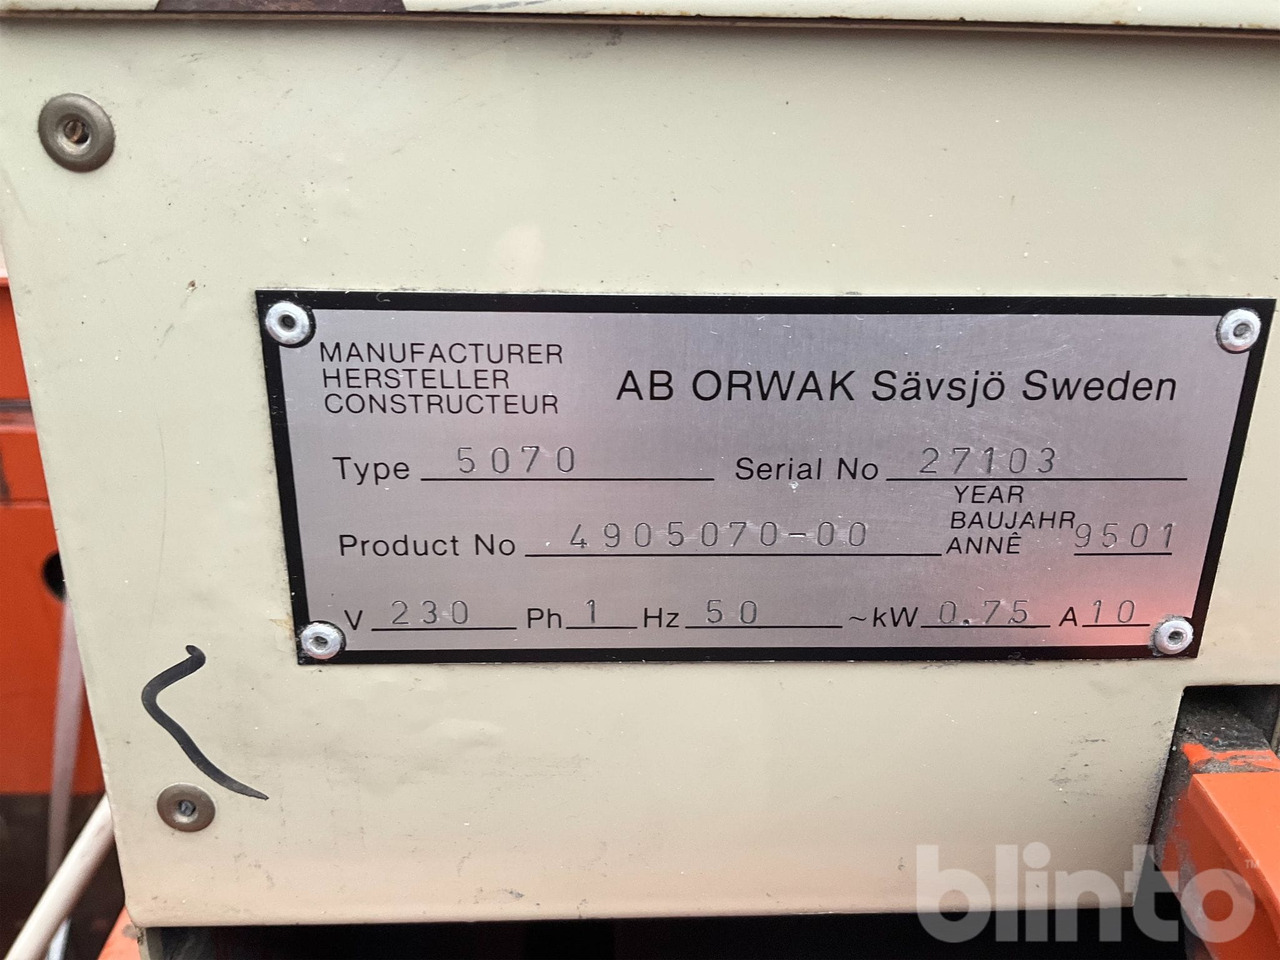 MANUFACTURER
HERSTELLER
CONSTRUCTEUR
AB ORWAK Sävsjö Sweden
Type 5070 Serial No 27103
Product No 4905070-00
YEAR
BAUJAHR
ANNÊ 9501
V 230 Ph 1 Hz 50 ~kW 0.75 A 10
blinto™